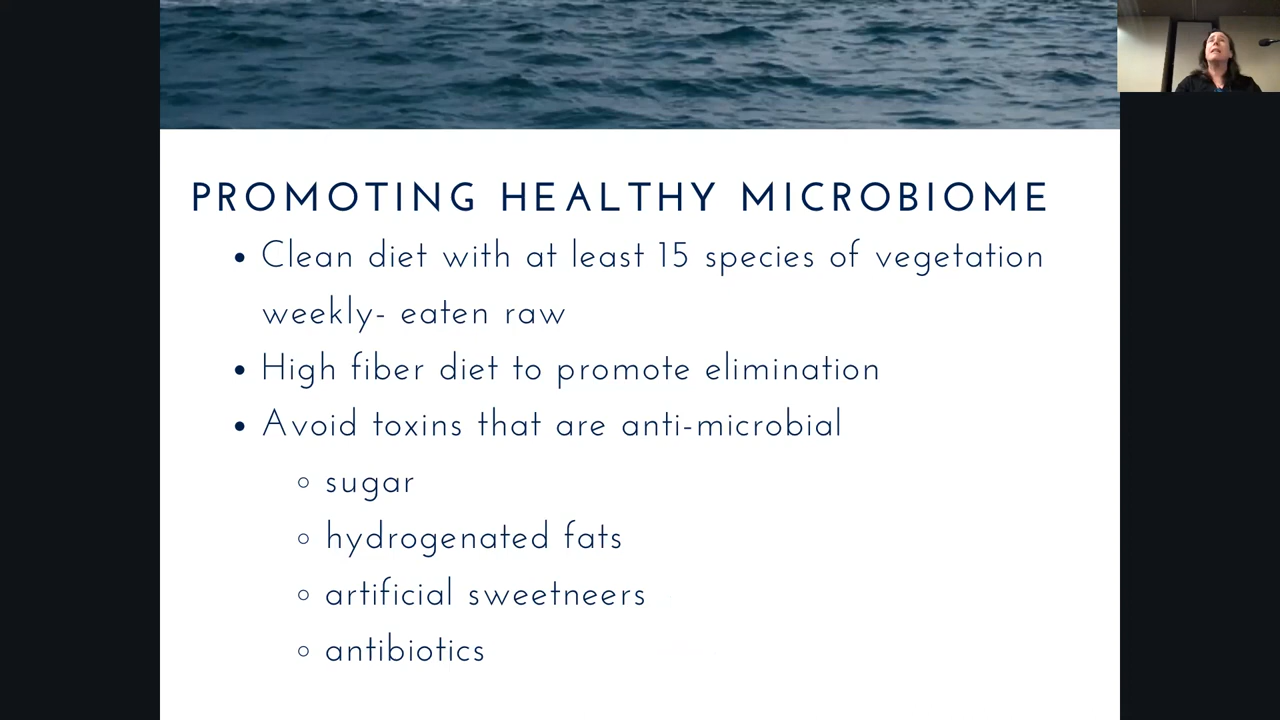 PROMOTING HEALTHY MICROBIOME
• Clean diet with at least 15 species of vegetation
weekly- eaten raw
• High fiber diet to promote elimination
• Avoid toxins that are anti-microbial
○ sugar
○ hydrogenated fats
○ artificial sweetneers
○ antibiotics